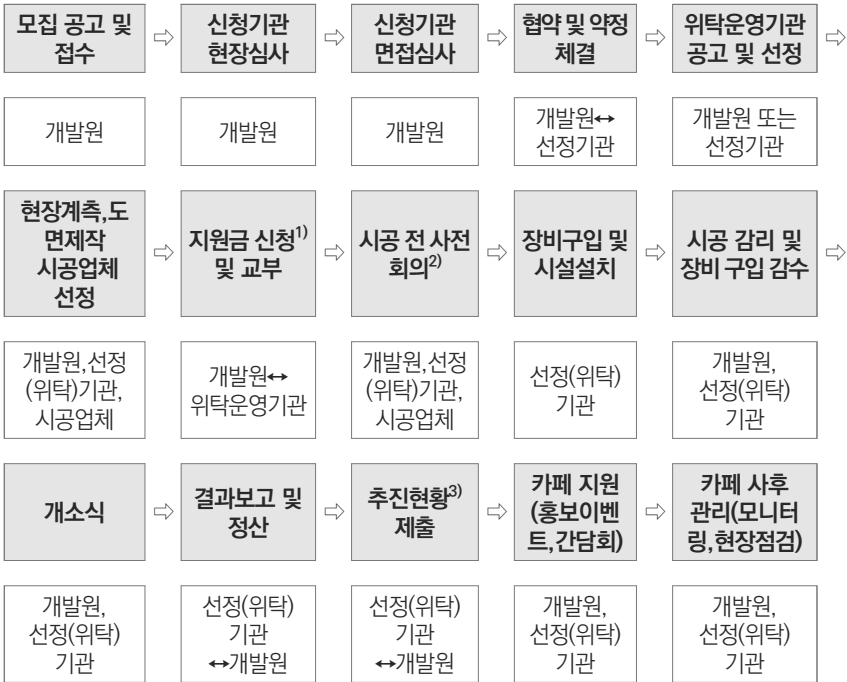 모집 공고 및
접수
⇨
신청기관
현장심사
⇨
신청기관
면접심사
⇨
협약 및 약정
체결
⇨
위탁운영기관
공고 및 선정
⇨
개발원
개발원
개발원
개발원↔
선정기관
개발원 또는
선정기관
현장계측,도
면제작
시공업체
선정
⇨
지원금 신청1)
및 교부
⇨
시공 전 사전
회의2)
⇨
장비구입 및
시설설치
⇨
시공 감리 및
장비 구입 감수
⇨
개발원,선정
(위탁)기관,
시공업체
개발원↔
위탁운영기관
개발원,선정
(위탁)기관,
시공업체
선정(위탁)
기관
개발원,
선정(위탁)
기관
개소식
⇨
결과보고 및
정산
⇨
추진현황3)
제출
⇨
카페 지원
(홍보이벤
트,간담회)
⇨
카페 사후
관리(모니터
링,현장점검)
개발원,
선정(위탁)
기관
선정(위탁)
기관
↔개발원
선정(위탁)
기관
↔개발원
개발원,
선정(위탁)
기관
개발원,
선정(위탁)
기관